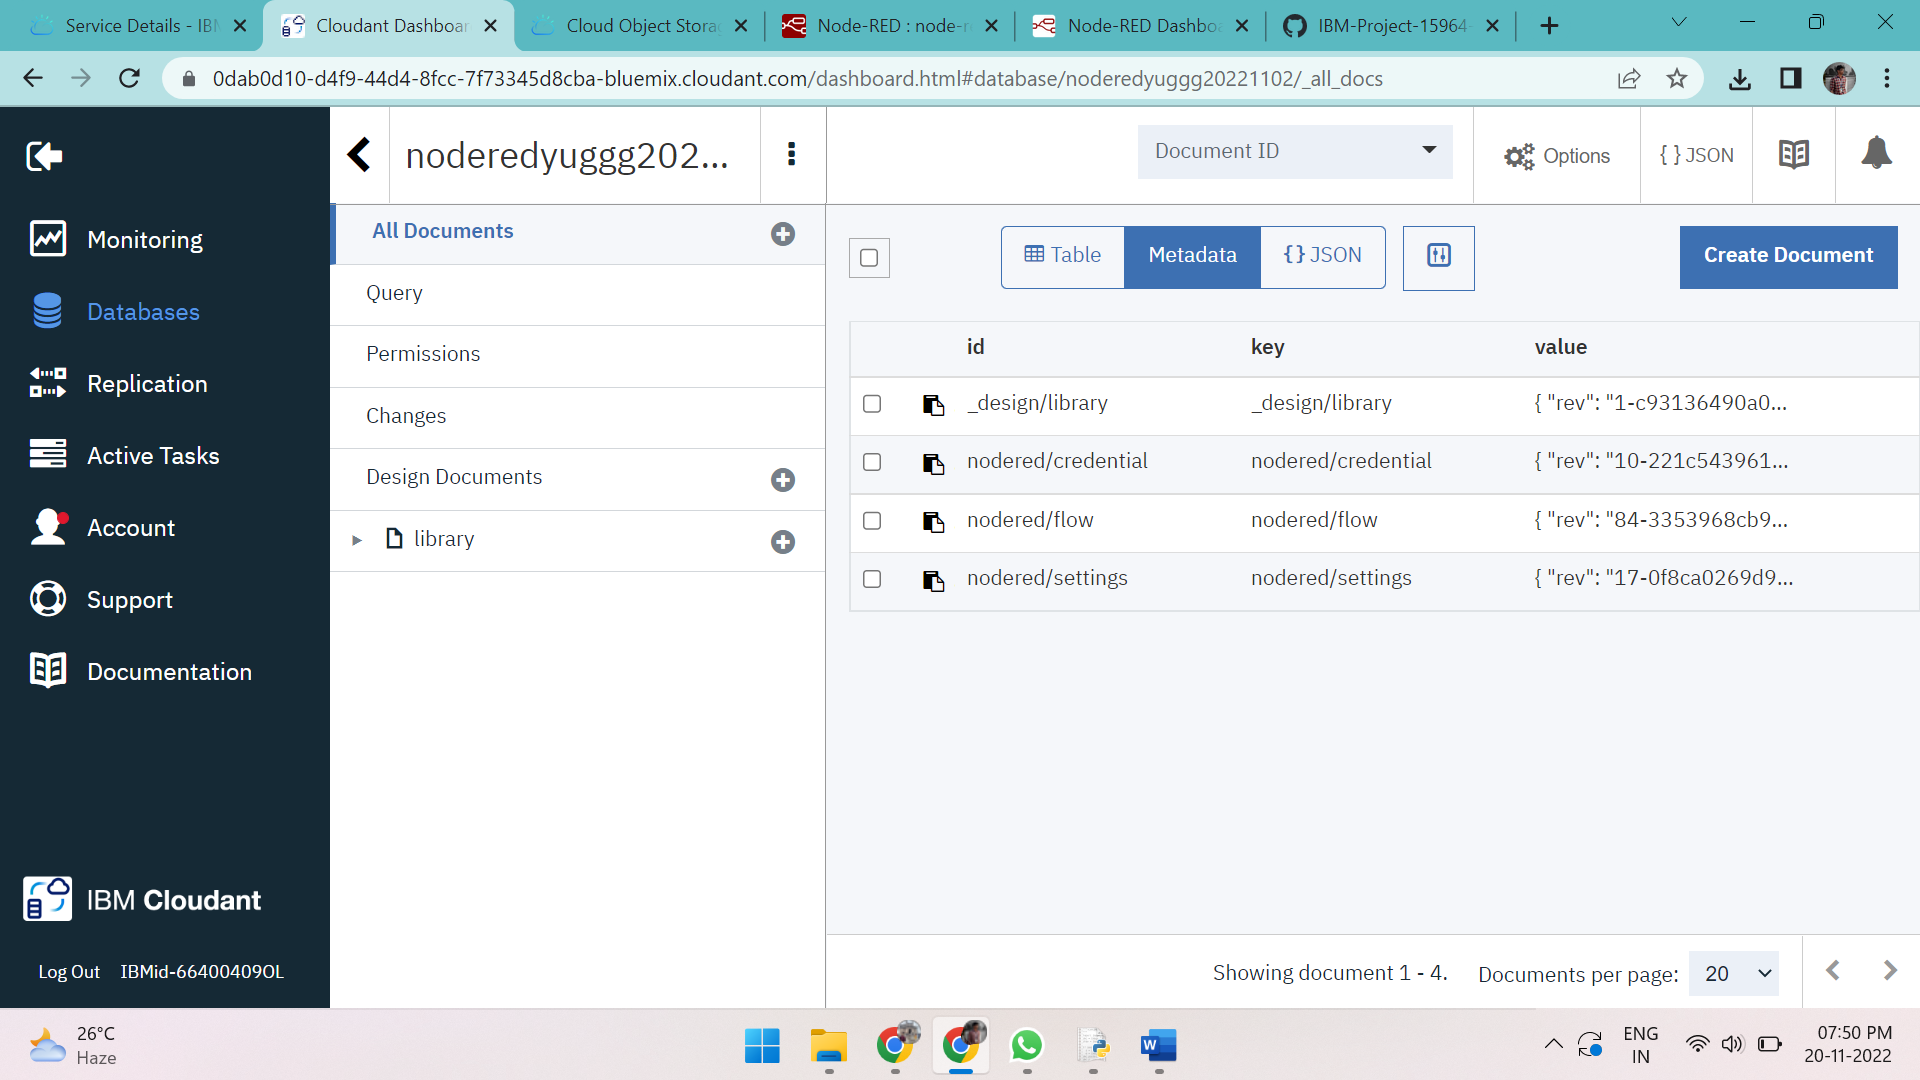 Service Details - IBM
Cloudant Dashboar
Cloud Object Storag
Node-RED : node-r
Node-RED Dashboa
IBM-Project-15964-
0dab0d10-d4f9-44d4-8fcc-7f73345d8cba-bluemix.cloudant.com/dashboard.html#database/noderedyuggg20221102/_all_docs
noderedyuggg202...
Document ID
Options
{ } JSON
Monitoring
Databases
Replication
Active Tasks
Account
Support
Documentation
All Documents
Query
Permissions
Changes
Design Documents
library
Table
Metadata
{ } JSON
Create Document
id key value
_design/library _design/library { "rev": "1-c93136490a0...
nodered/credential nodered/credential { "rev": "10-221c543961...
nodered/flow nodered/flow { "rev": "84-3353968cb9...
nodered/settings nodered/settings { "rev": "17-0f8ca0269d9...
IBM Cloudant
Log Out IBMid-66400409OL
Showing document 1 - 4. Documents per page: 20
26°C
Haze
W
ENG
IN
07:50 PM
20-11-2022